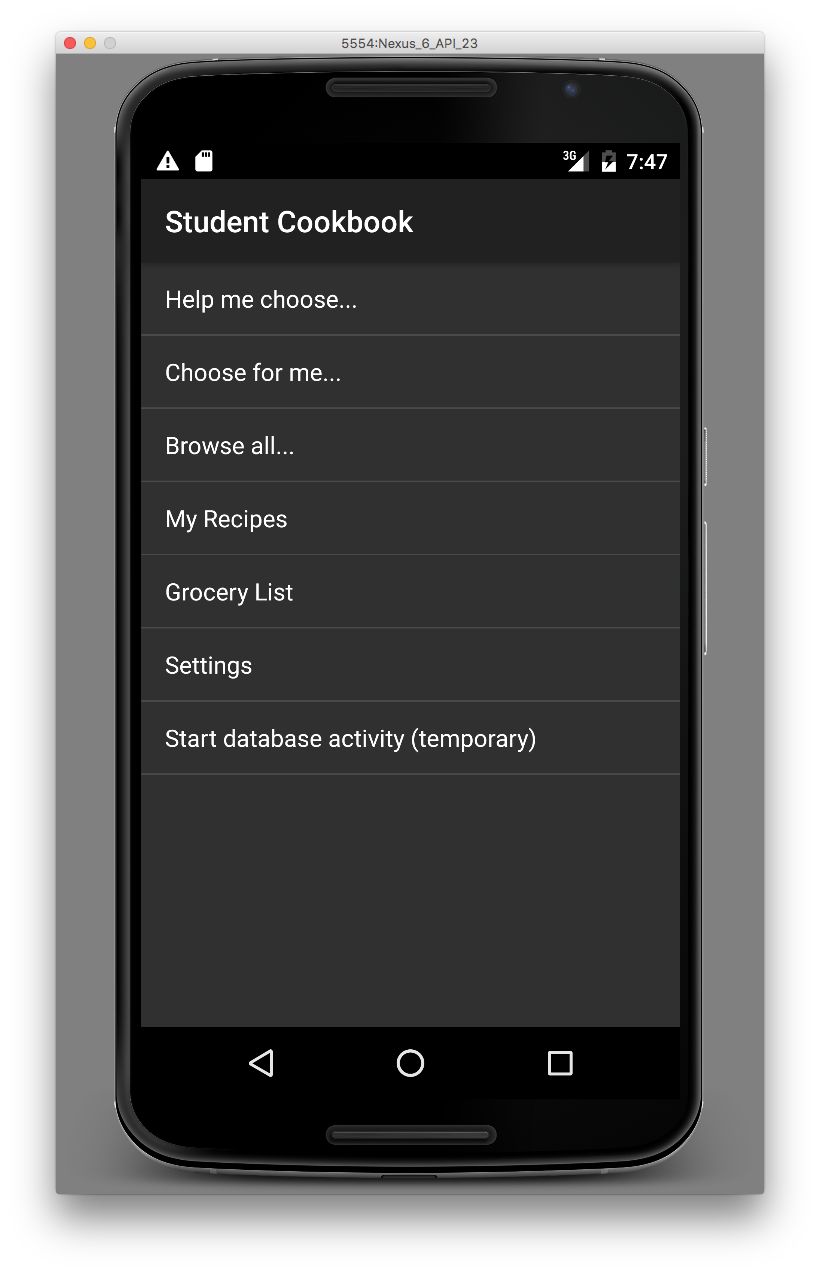 5554:Nexus_6_API_23
3G 7:47
Student Cookbook
Help me choose...
Choose for me...
Browse all...
My Recipes
Grocery List
Settings
Start database activity (temporary)